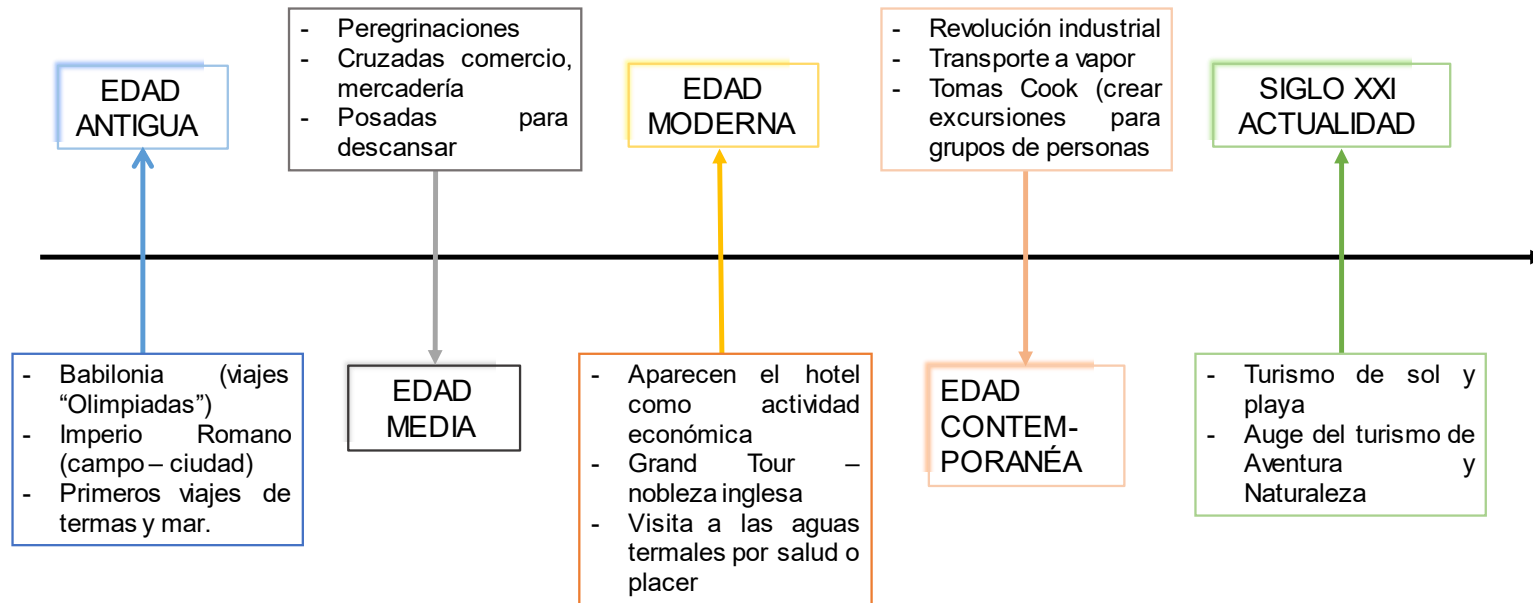 EDAD
ANTIGUA
- Babilonia (viajes
“Olimpiadas”)
- Imperio Romano
(campo – ciudad)
- Primeros viajes de
termas y mar.
- Peregrinaciones
- Cruzadas comercio,
mercadería
- Posadas para
descansar
EDAD
MEDIA
EDAD
MODERNA
- Aparecen el hotel
como actividad
económica
- Grand Tour –
nobleza inglesa
- Visita a las aguas
termales por salud o
placer
- Revolución industrial
- Transporte a vapor
- Tomas Cook (crear
excursiones para
grupos de personas
EDAD
CONTEM-
PORANÉA
SIGLO XXI
ACTUALIDAD
- Turismo de sol y
playa
- Auge del turismo de
Aventura y
Naturaleza